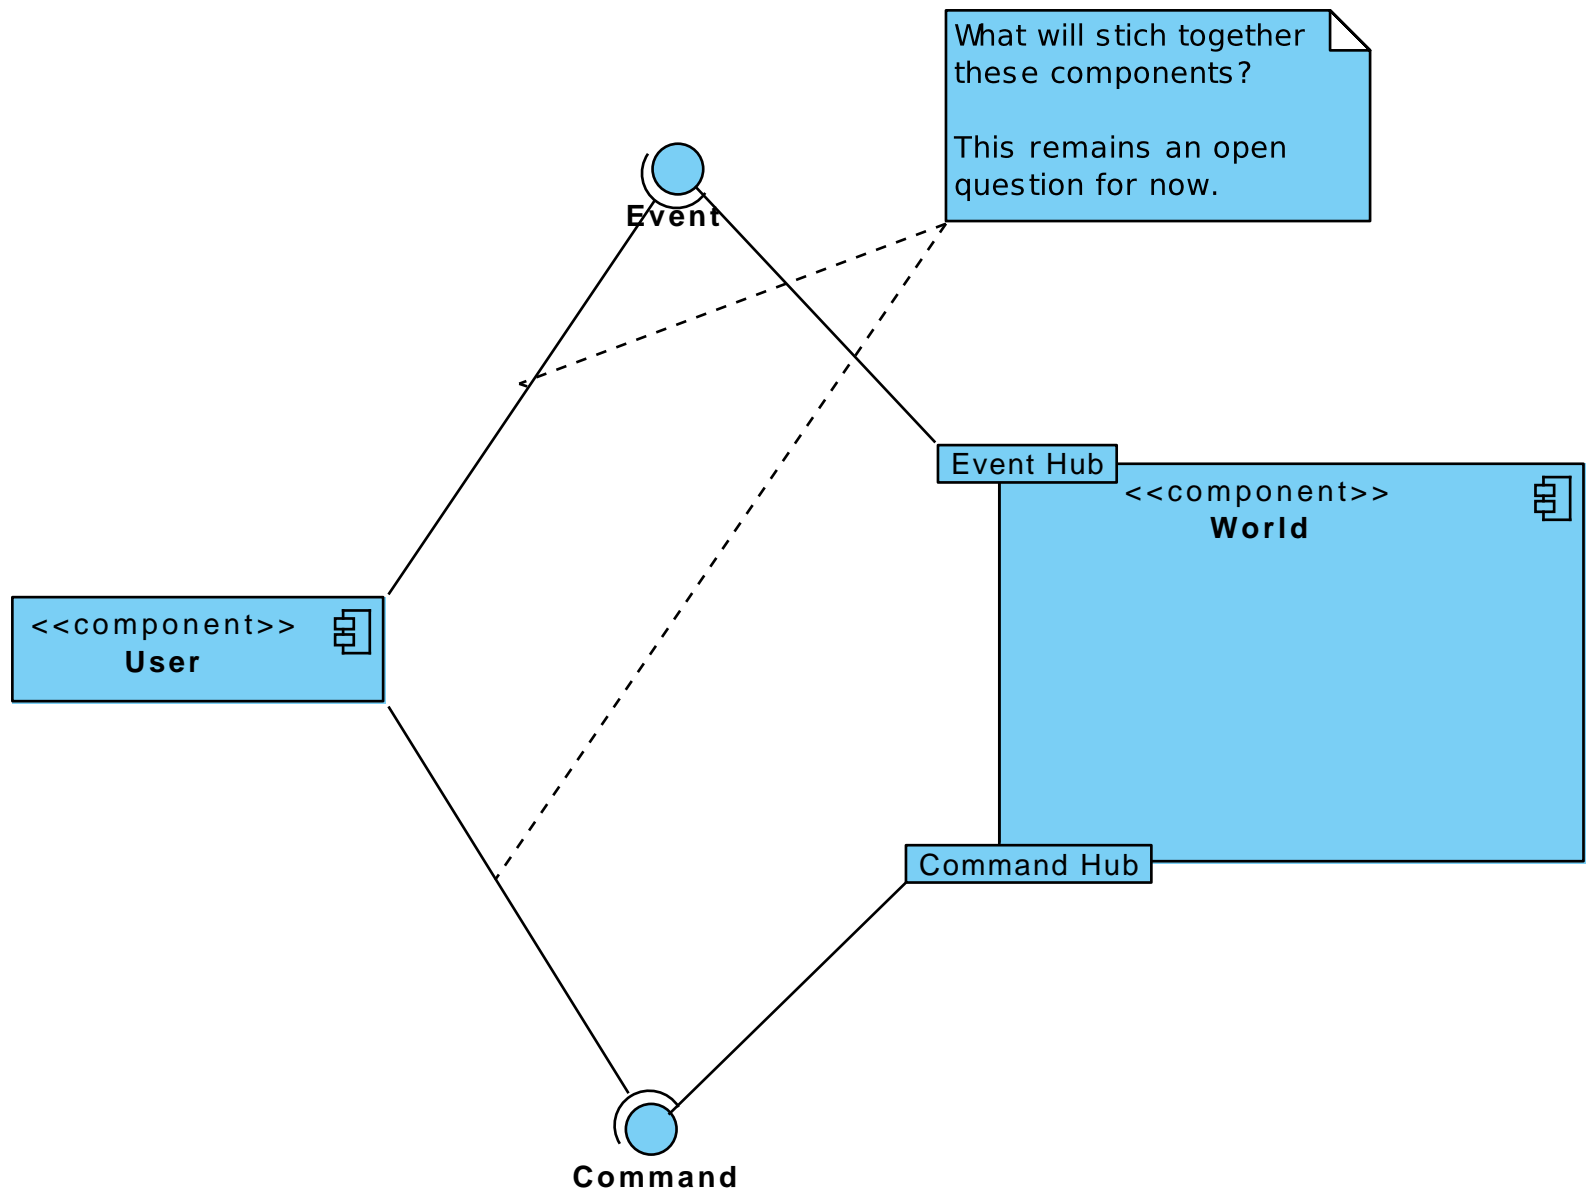 What will stich together
these components?
This remains an open
question for now.
Event
Event Hub
<<component>>
World
<<component>>
User
Command Hub
Command